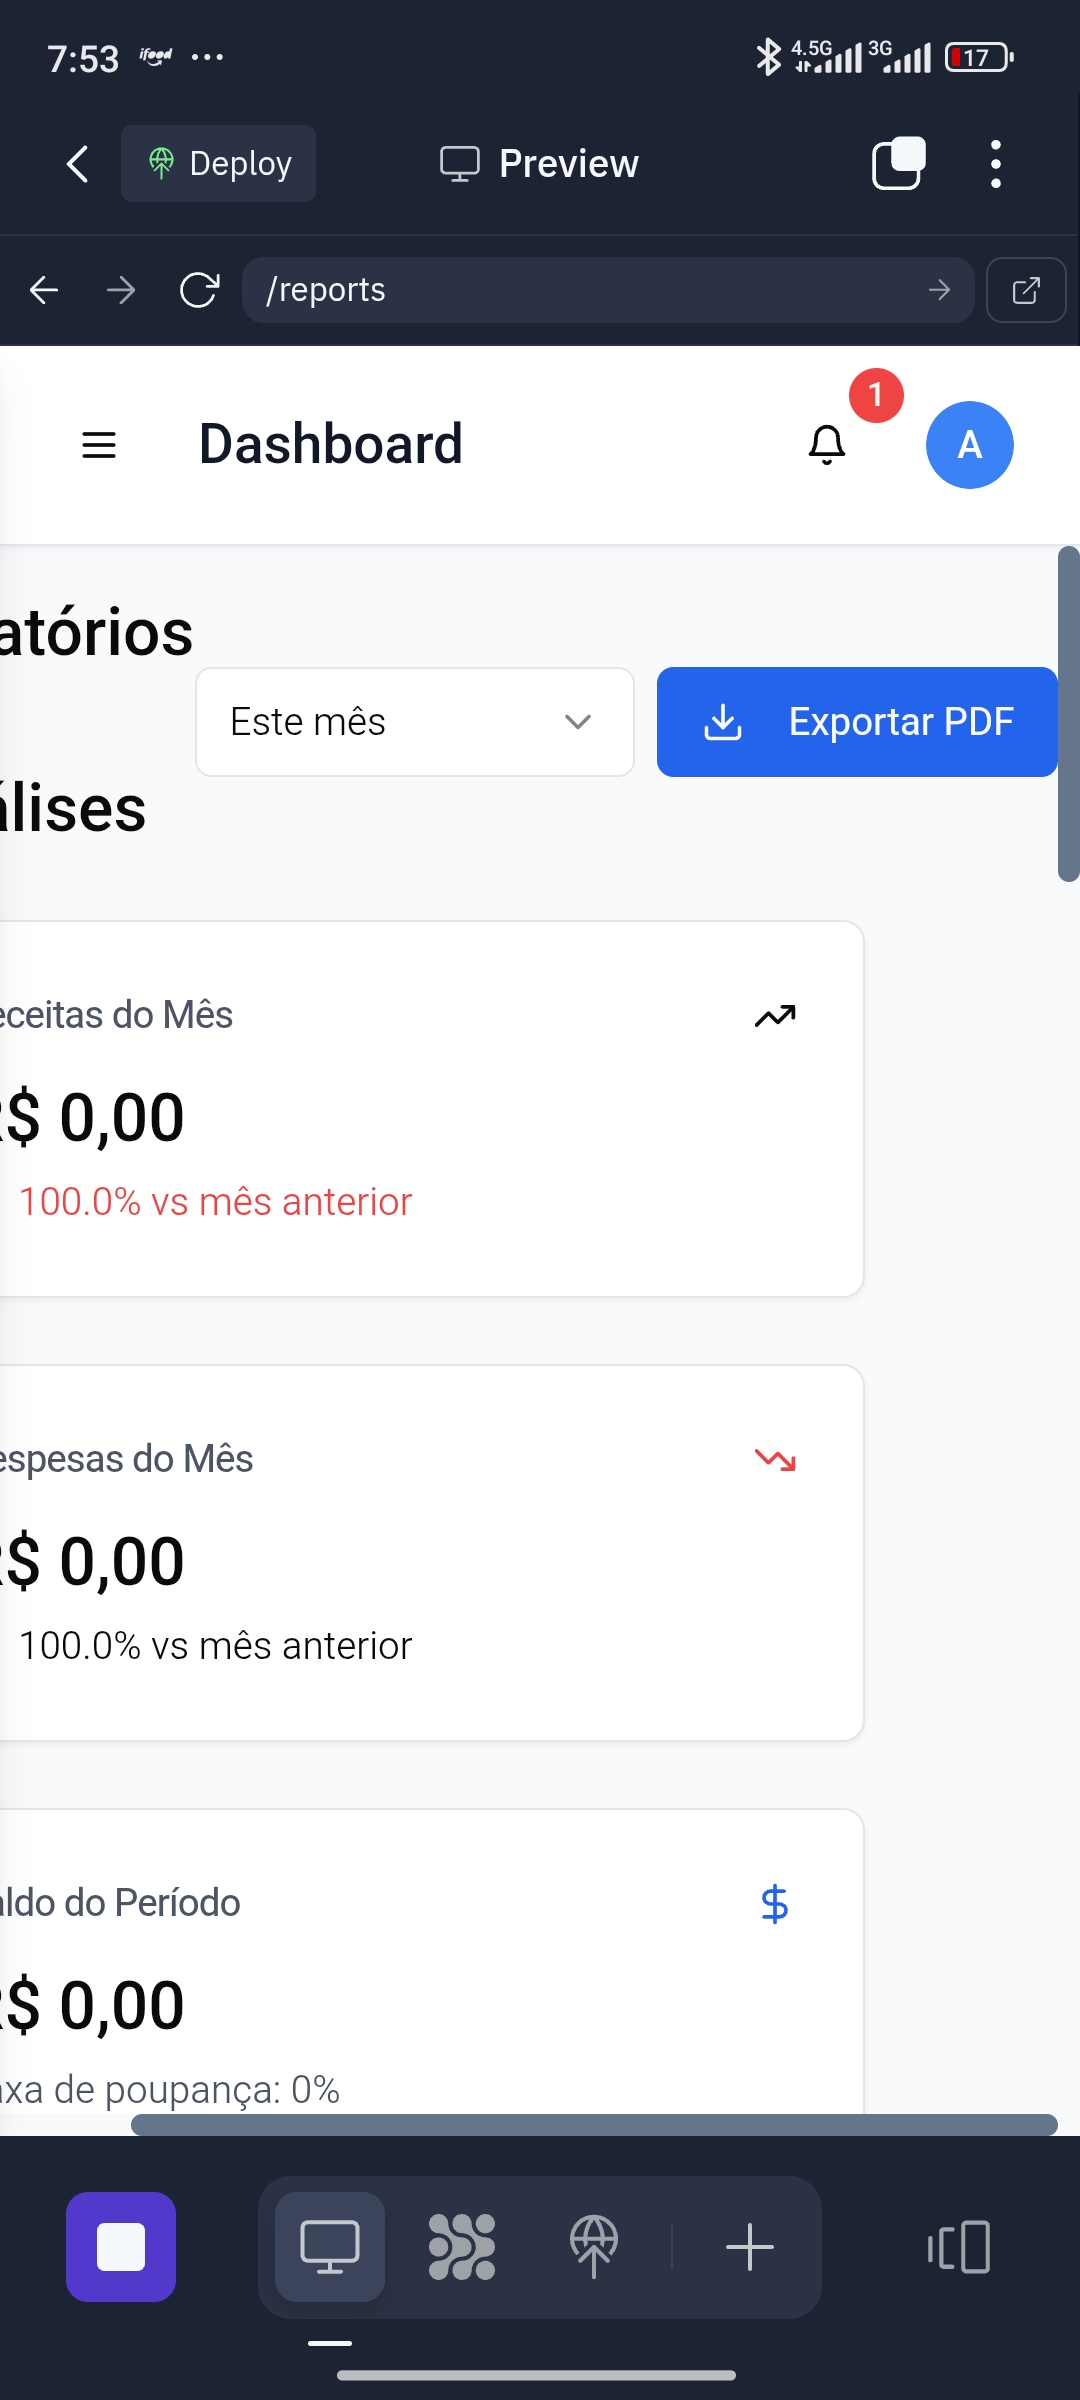 7:53 ifood ... 4.5G 3G 17
Deploy Preview
/reports
Dashboard 1 A
atórios
Este mês Exportar PDF
álises
eceitas do Mês
R$ 0,00
100.0% vs mês anterior
espesas do Mês
R$ 0,00
100.0% vs mês anterior
aldo do Período
$
R$ 0,00
axa de poupança: 0%